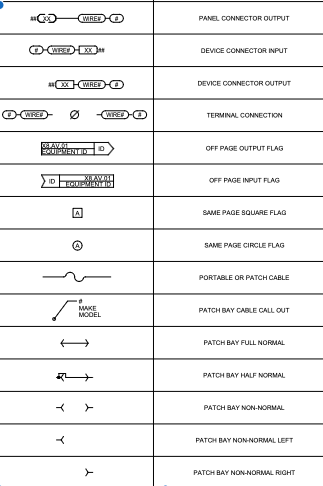 ## XX WIRE# # PANEL CONNECTOR OUTPUT
# WIRE# XX ## DEVICE CONNECTOR INPUT
## XX WIRE# # DEVICE CONNECTOR OUTPUT
# WIRE# Ø WIRE# # TERMINAL CONNECTION
X8.AV.01
EQUIPMENT ID ID OFF PAGE OUTPUT FLAG
ID X8.AV.01
EQUIPMENT ID OFF PAGE INPUT FLAG
A SAME PAGE SQUARE FLAG
A SAME PAGE CIRCLE FLAG
PORTABLE OR PATCH CABLE
#
MAKE
MODEL PATCH BAY CABLE CALL OUT
PATCH BAY FULL NORMAL
PATCH BAY HALF NORMAL
PATCH BAY NON-NORMAL
PATCH BAY NON-NORMAL LEFT
PATCH BAY NON-NORMAL RIGHT